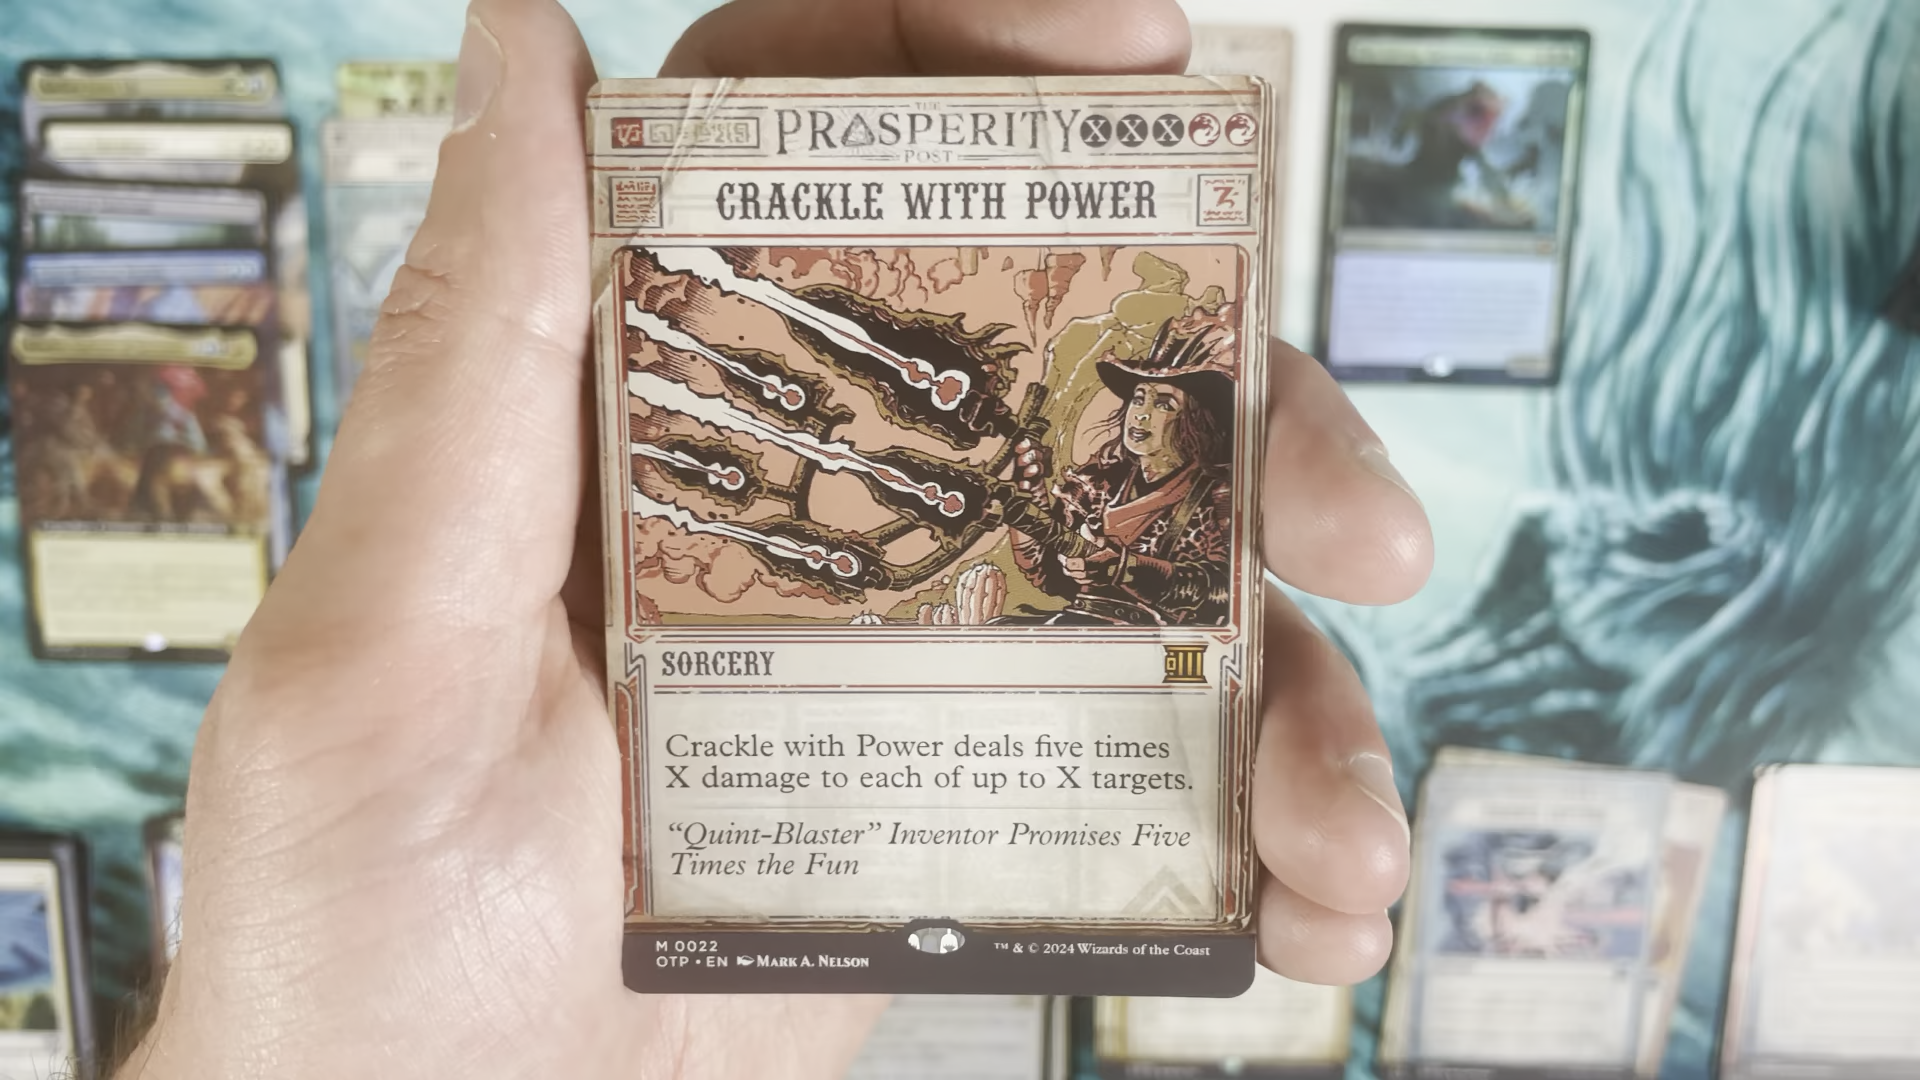 THE
PROSPERITY XXX
POST
CRACKLE WITH POWER
SORCERY
Crackle with Power deals five times
X damage to each of up to X targets.
“Quint-Blaster” Inventor Promises Five
Times the Fun
M 0022
OTP • EN MARK A. NELSON
™ & © 2024 Wizards of the Coast